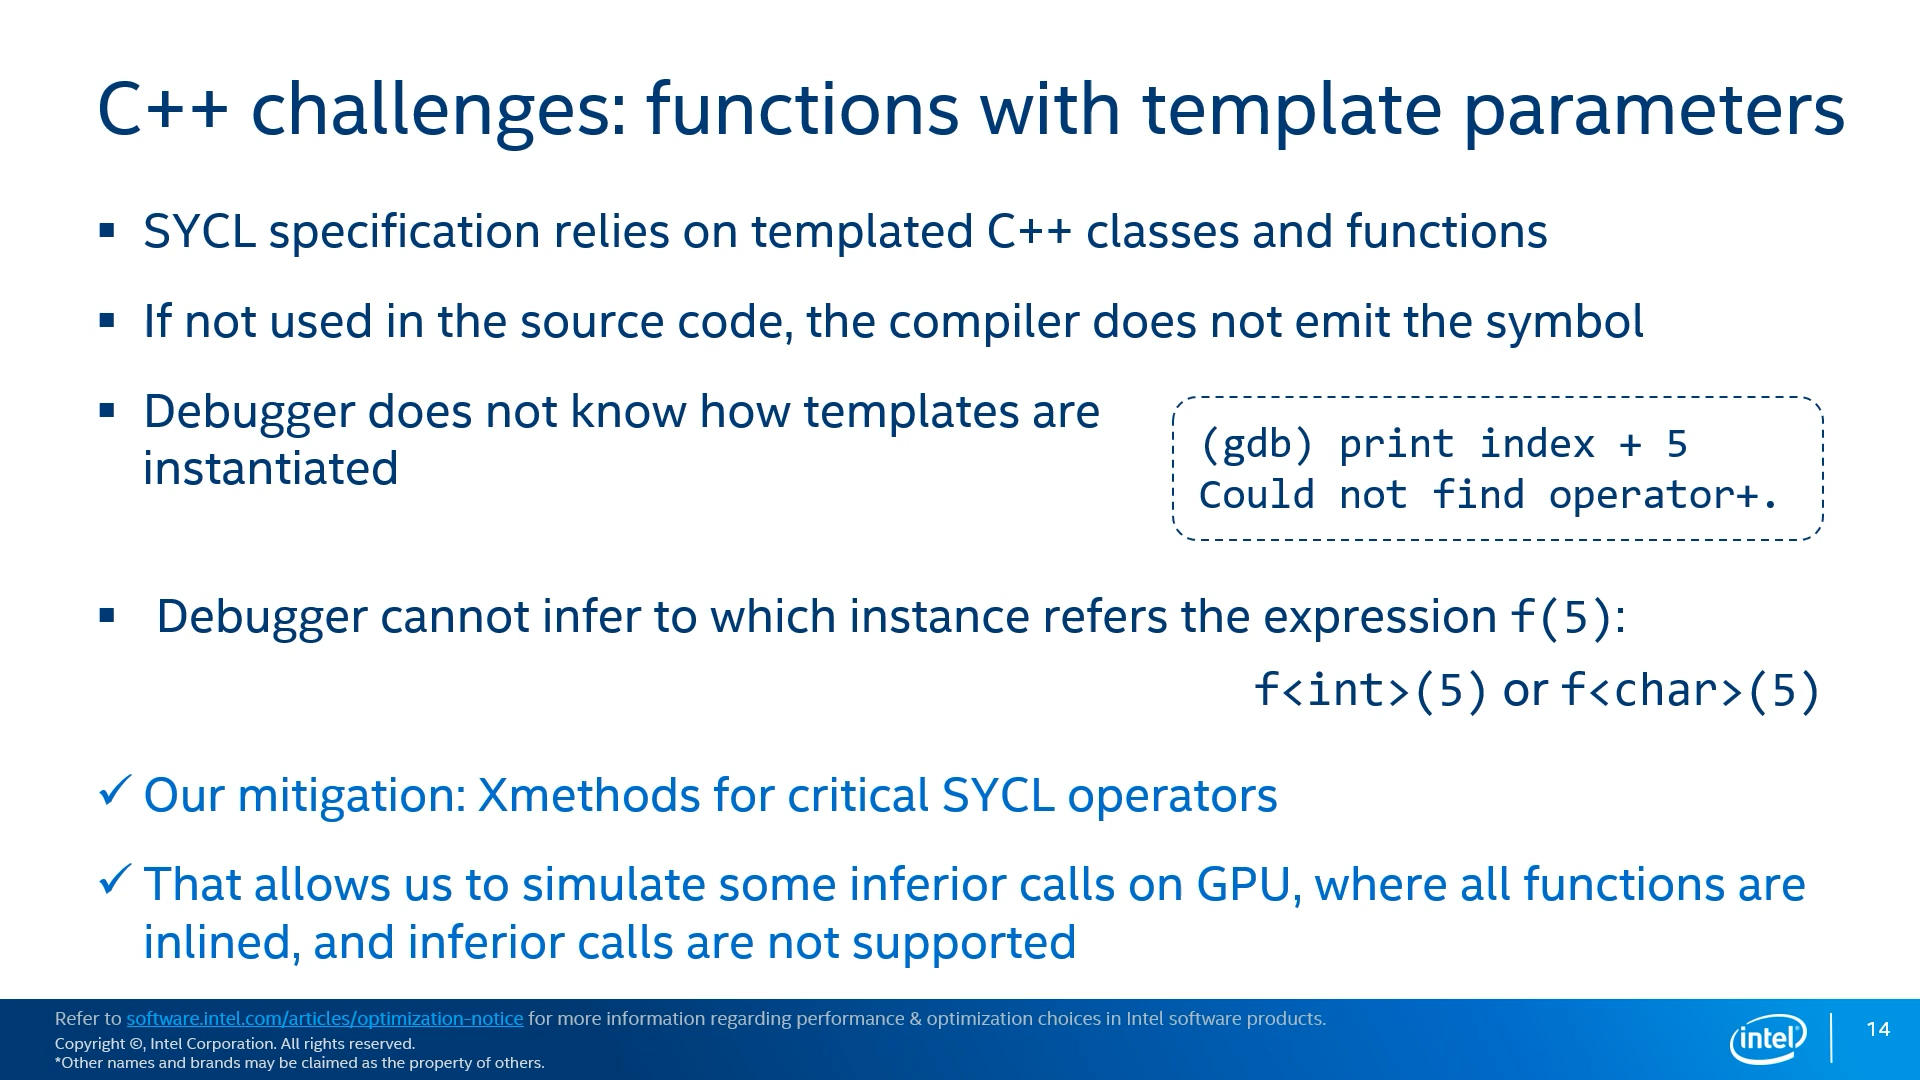 C++ challenges: functions with template parameters
▪ SYCL specification relies on templated C++ classes and functions
▪ If not used in the source code, the compiler does not emit the symbol
▪ Debugger does not know how templates are
instantiated
(gdb) print index + 5
Could not find operator+.
▪ Debugger cannot infer to which instance refers the expression f(5):
f<int>(5) or f<char>(5)
✓ Our mitigation: Xmethods for critical SYCL operators
✓ That allows us to simulate some inferior calls on GPU, where all functions are
inlined, and inferior calls are not supported
Refer to software.intel.com/articles/optimization-notice for more information regarding performance & optimization choices in Intel software products.
Copyright ©, Intel Corporation. All rights reserved.
*Other names and brands may be claimed as the property of others.
intel®
14